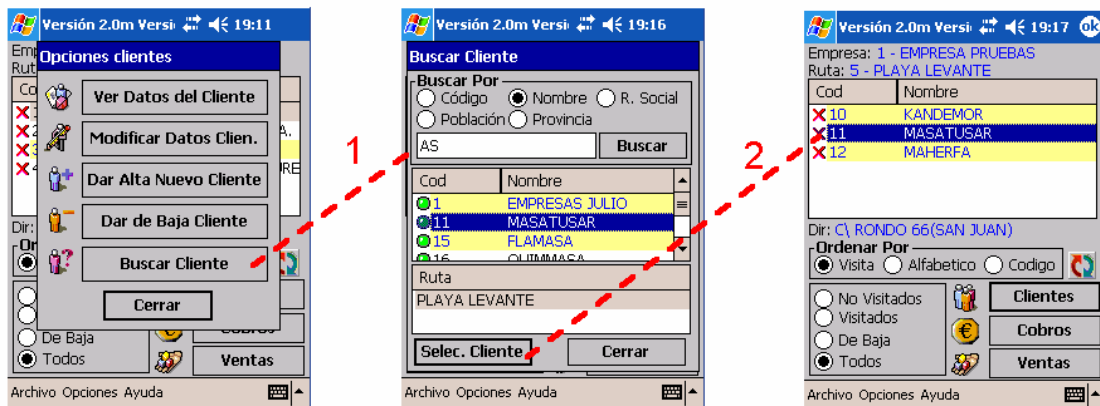 Versión 2.0m Versi 19:11
Opciones clientes
Ver Datos del Cliente
Modificar Datos Clien.
Dar Alta Nuevo Cliente
Dar de Baja Cliente
Buscar Cliente
Cerrar
Dir:
De Baja
Todos
Cobros
Ventas
Archivo Opciones Ayuda
1
Versión 2.0m Versi 19:16
Buscar Cliente
Buscar Por
Código Nombre R. Social
Población Provincia
AS Buscar
Cod Nombre
1 EMPRESAS JULIO
11 MASATUSAR
15 FLAMASA
16 QUIMMASA
Ruta
PLAYA LEVANTE
Selec. Cliente Cerrar
Archivo Opciones Ayuda
2
Versión 2.0m Versi 19:17 ok
Empresa: 1 - EMPRESA PRUEBAS
Ruta: 5 - PLAYA LEVANTE
Cod Nombre
10 KANDEMOR
11 MASATUSAR
12 MAHERFA
Dir: C\ RONDO 66(SAN JUAN)
Ordenar Por
Visita Alfabetico Codigo
No Visitados Clientes
Visitados
De Baja Cobros
Todos Ventas
Archivo Opciones Ayuda